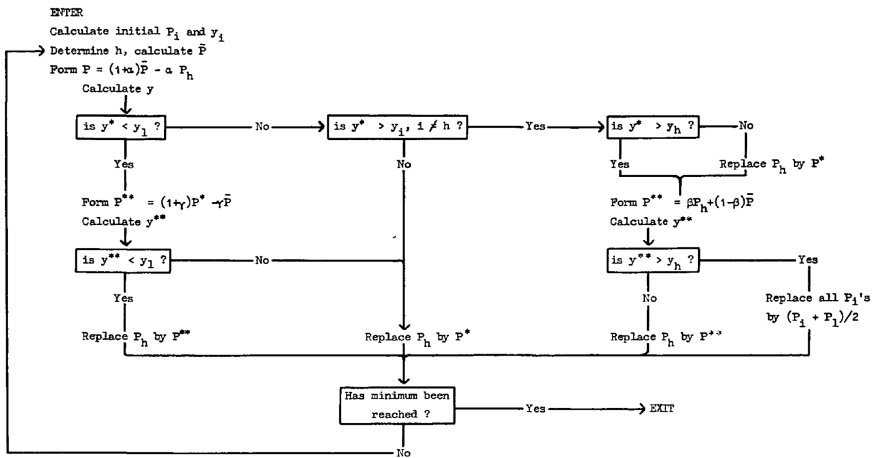 ENTER
Calculate initial P_i and y_i
Determine h, calculate P̄
Form P = (1+α)P̄ - α P_h
Calculate y
is y* < y_l ?
No
is y* > y_i, i ≠ h ?
Yes
is y* > y_h ?
No
Yes
No
Yes
Replace P_h by P*
Form P** = (1+γ)P* -γP̄
Calculate y**
Form P** = βP_h+(1-β)P̄
Calculate y**
is y** < y_l ?
No
is y** > y_h ?
Yes
Yes
No
Replace all P_i's
by (P_i + P_l)/2
Replace P_h by P**
Replace P_h by P*
Replace P_h by P**
Has minimum been
reached ?
Yes
EXIT
No